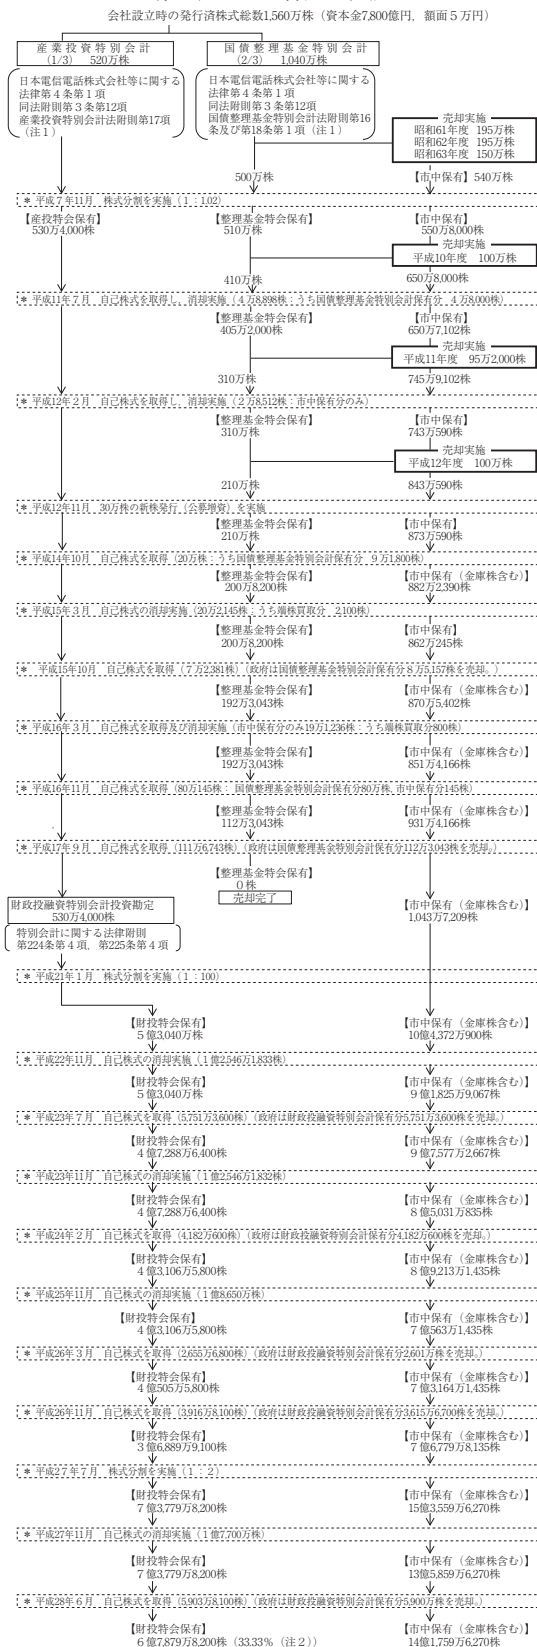 会社設立時の発行済株式総数1,560万株（資本金7,800億円，額面５万円）
産業投資特別会計
（1/3）　520万株
国債整理基金特別会計
（2/3）　1,040万株
日本電信電話株式会社等に関する
法律第４条第１項
同法附則第３条第12項
産業投資特別会計法附則第17項
（注１）
日本電信電話株式会社等に関する
法律第４条第１項
同法附則第３条第12項
国債整理基金特別会計法附則第16
条及び第18条第１項（注１）
売却実施
昭和61年度　195万株
昭和62年度　195万株
昭和63年度　150万株
500万株
【市中保有】540万株
＊ 平成７年11月　株式分割を実施（１：1.02）
【産投特会保有】
530万4,000株
【整理基金特会保有】
510万株
【市中保有】
550万8,000株
売却実施
平成10年度　100万株
410万株
650万8,000株
＊ 平成11年７月　自己株式を取得し，消却実施（４万8,898株：うち国債整理基金特別会計保有分　４万8,000株）
【整理基金特会保有】
405万2,000株
【市中保有】
650万7,102株
売却実施
平成11年度　95万2,000株
310万株
745万9,102株
＊ 平成12年２月　自己株式を取得し，消却実施（２万8,512株：市中保有分のみ）
【整理基金特会保有】
310万株
【市中保有】
743万590株
売却実施
平成12年度　100万株
210万株
843万590株
＊ 平成12年11月　30万株の新株発行（公募増資）を実施
【整理基金特会保有】
210万株
【市中保有】
873万590株
＊ 平成14年10月　自己株式を取得（20万株：うち国債整理基金特別会計保有分　９万1,800株）
【整理基金特会保有】
200万8,200株
【市中保有（金庫株含む）】
882万2,390株
＊ 平成15年３月　自己株式の消却実施（20万2,145株：うち端株買取分　2,100株）
【整理基金特会保有】
200万8,200株
【市中保有】
862万245株
＊　平成15年10月　自己株式を取得（７万2,381株）（政府は国債整理基金特別会計保有分８万5,157株を売却。）
【整理基金特会保有】
192万3,043株
【市中保有（金庫株含む）】
870万5,402株
＊ 平成16年３月　自己株式を取得及び消却実施（市中保有分のみ19万1,236株：うち端株買取分800株）
【整理基金特会保有】
192万3,043株
【市中保有（金庫株含む）】
851万4,166株
＊ 平成16年11月　自己株式を取得（80万145株：　国債整理基金特別会計保有分80万株，市中保有分145株）
【整理基金特会保有】
112万3,043株
【市中保有（金庫株含む）】
931万4,166株
＊ 平成17年９月　自己株式を取得（111万6,743株）（政府は国債整理基金特別会計保有分112万3,043株を売却。）
【整理基金特会保有】
０株
売却完了
財政投融資特別会計投資勘定
530万4,000株
【市中保有（金庫株含む）】
1,043万7,209株
特別会計に関する法律附則
第224条第４項，第225条第４項
＊ 平成21年１月　株式分割を実施（１：100）
【財投特会保有】
５億3,040万株
【市中保有（金庫株含む）】
10億4,372万900株
＊ 平成22年11月　自己株式の消却実施（１億2,546万1,833株）
【財投特会保有】
５億3,040万株
【市中保有（金庫株含む）】
９億1,825万9,067株
＊ 平成23年７月　自己株式を取得（5,751万3,600株）（政府は財政投融資特別会計保有分5,751万3,600株を売却。）
【財投特会保有】
４億7,288万6,400株
【市中保有（金庫株含む）】
９億7,577万2,667株
＊ 平成23年11月　自己株式の消却実施（１億2,546万1,832株）
【財投特会保有】
４億7,288万6,400株
【市中保有（金庫株含む）】
８億5,031万835株
＊ 平成24年２月　自己株式を取得（4,182万600株）（政府は財政投融資特別会計保有分4,182万600株を売却。）
【財投特会保有】
４億3,106万5,800株
【市中保有（金庫株含む）】
８億9,213万1,435株
＊ 平成25年11月　自己株式の消却実施（１億8,650万株）
【財投特会保有】
４億3,106万5,800株
【市中保有（金庫株含む）】
７億563万1,435株
＊ 平成26年３月　自己株式を取得（2,655万6,800株）（政府は財政投融資特別会計保有分2,601万株を売却。）
【財投特会保有】
４億505万5,800株
【市中保有（金庫株含む）】
７億3,164万1,435株
＊ 平成26年11月　自己株式を取得（3,916万8,100株）（政府は財政投融資特別会計保有分3,615万6,700株を売却。）
【財投特会保有】
３億6,889万9,100株
【市中保有（金庫株含む）】
７億6,779万8,135株
＊ 平成27年７月　株式分割を実施（１：２）
【財投特会保有】
７億3,779万8,200株
【市中保有（金庫株含む）】
15億3,559万6,270株
＊ 平成27年11月　自己株式の消却実施（１億7,700万株）
【財投特会保有】
７億3,779万8,200株
【市中保有（金庫株含む）】
13億5,859万6,270株
＊ 平成28年６月　自己株式を取得（5,903万8,100株）（政府は財政投融資特別会計保有分5,900万株を売却。）
【財投特会保有】
６億7,879万8,200株（33.33％（注２））
【市中保有（金庫株含む）】
14億1,759万6,270株